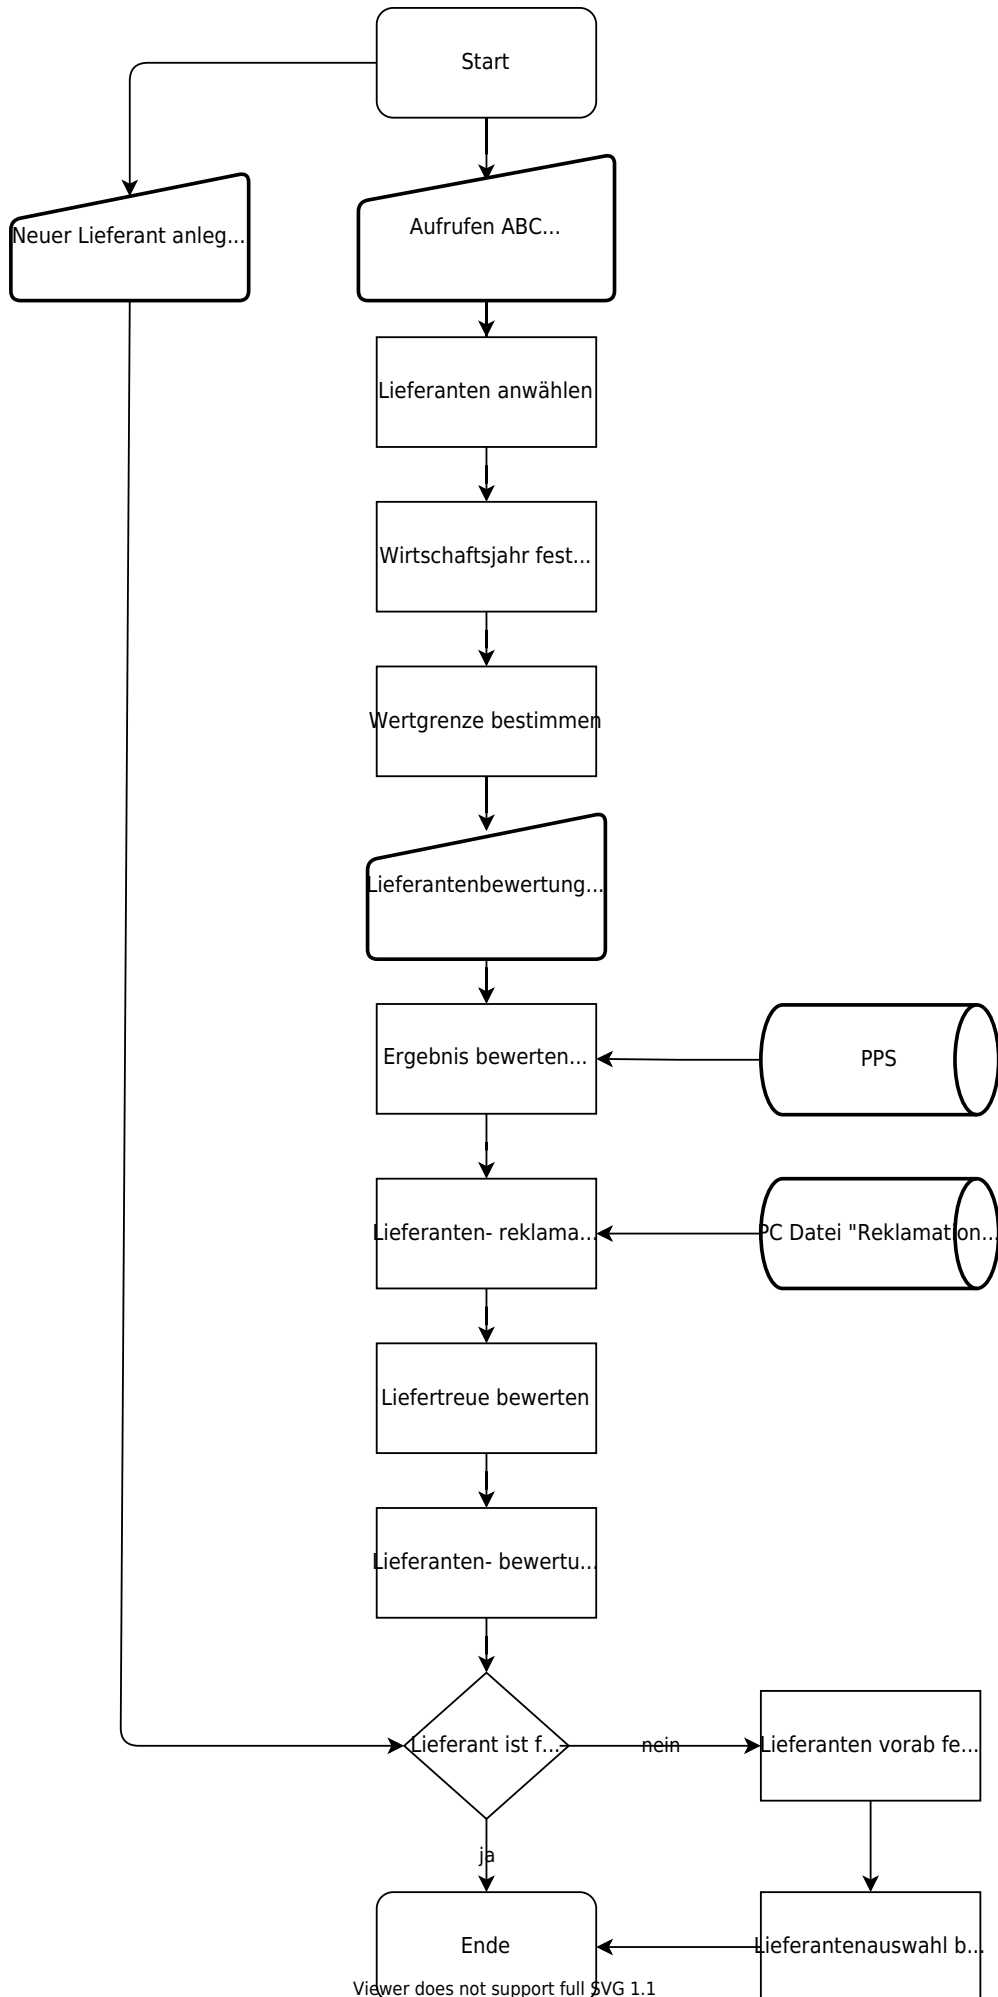 Start
Neuer Lieferant anleg...
Aufrufen ABC...
Lieferanten anwählen
Wirtschaftsjahr fest...
Wertgrenze bestimmen
Lieferantenbewertung...
Ergebnis bewerten...
PPS
Lieferanten- reklama...
PC Datei "Reklamation...
Liefertreue bewerten
Lieferanten- bewertu...
Lieferant ist f...
nein
Lieferanten vorab fe...
ja
Ende
Lieferantenauswahl b...
Viewer does not support full SVG 1.1